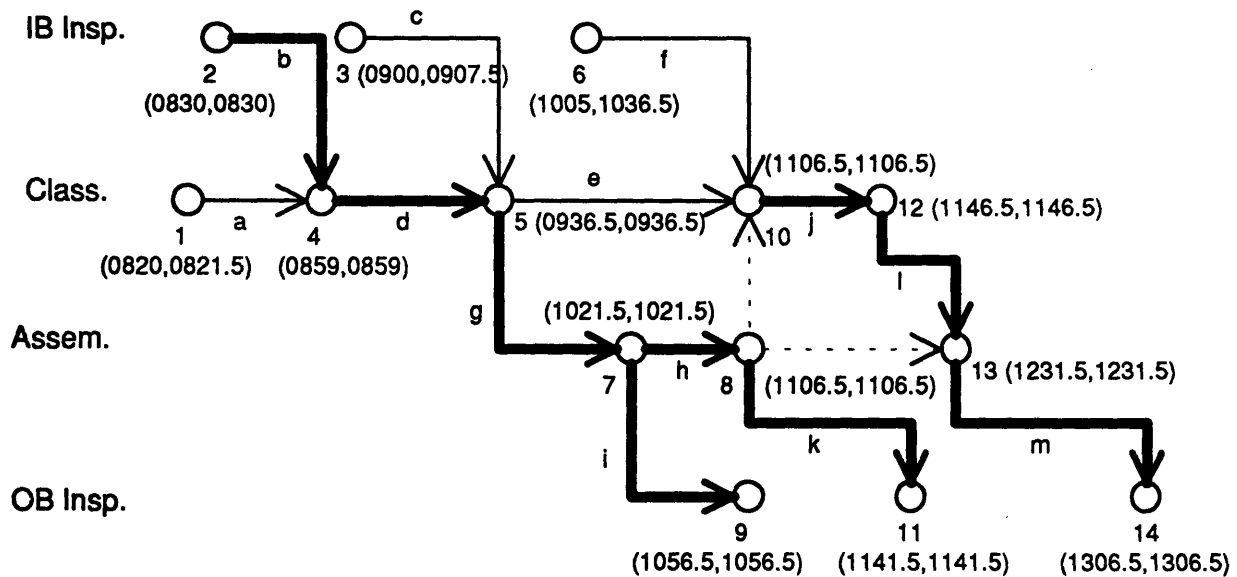 IB Insp.
b
c
f
2
(0830,0830)
3 (0900,0907.5)
6
(1005,1036.5)
Class.
(1106.5,1106.5)
a
d
e
j
12 (1146.5,1146.5)
1
4
5 (0936.5,0936.5)
10
(0820,0821.5)
(0859,0859)
l
g
(1021.5,1021.5)
Assem.
7
h
8
(1106.5,1106.5)
13 (1231.5,1231.5)
i
k
m
OB Insp.
9
11
14
(1056.5,1056.5)
(1141.5,1141.5)
(1306.5,1306.5)